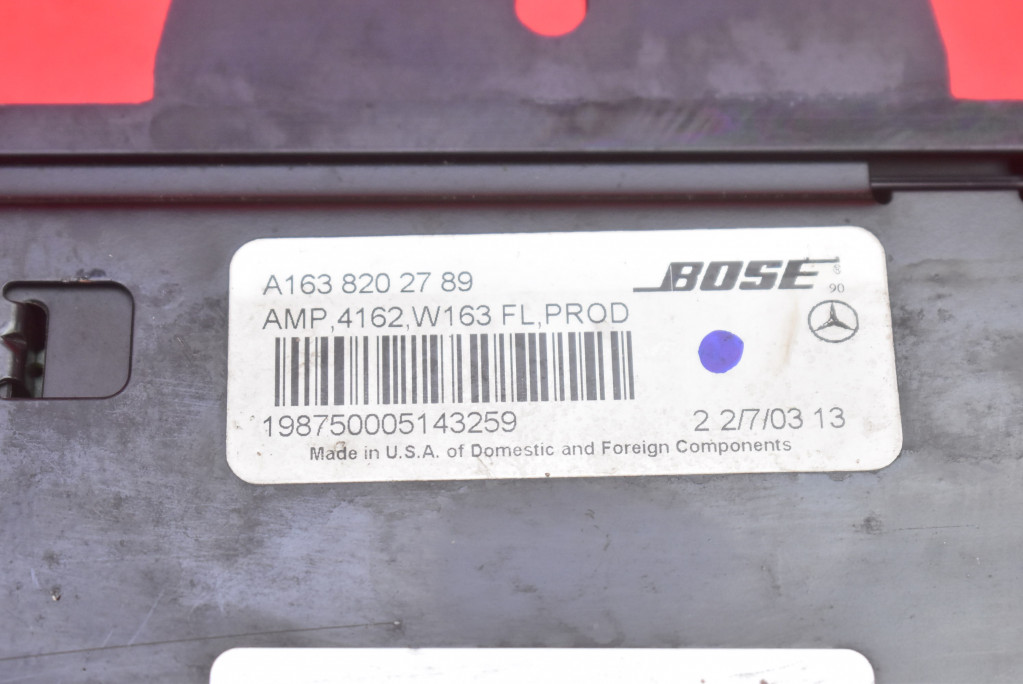 A163 820 27 89
BOSE®
AMP,4162,W163 FL,PROD
90
198750005143259
2 2/7/03 13
Made in U.S.A. of Domestic and Foreign Components